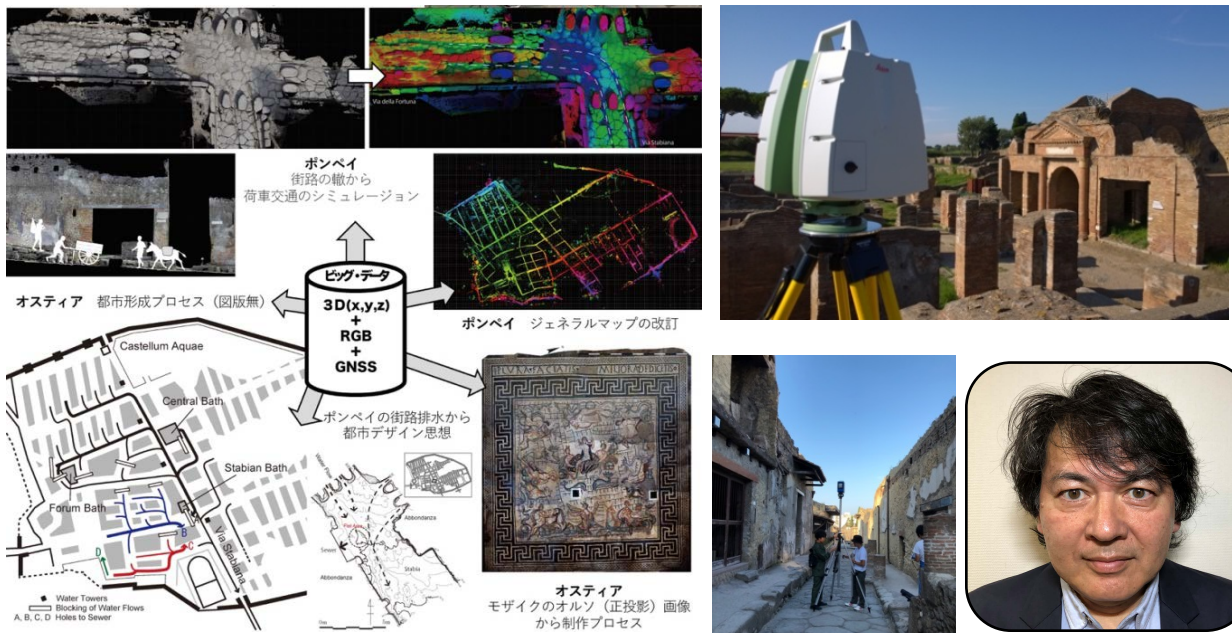 Via della Fortuna
Via Stabiana
ポンペイ
街路の轍から
荷車交通のシミュレーション
ビッグ・データ
3D(x,y,z)
+
RGB
+
GNSS
オスティア 都市形成プロセス（図版無）
ポンペイ ジェネラルマップの改訂
Castellum Aquae
Central Bath
Stabian Bath
Forum Bath
Via Stabiana
A
B
C
D
Water Towers
Blocking of Water Flows
A, B, C, D Holes to Sewer
ポンペイの街路排水から
都市デザイン思想
Water Flow
Abbondanza
Sewer
Stabia
Abbondanza
オスティア
モザイクのオルソ（正投影）画像
から制作プロセス
Leica